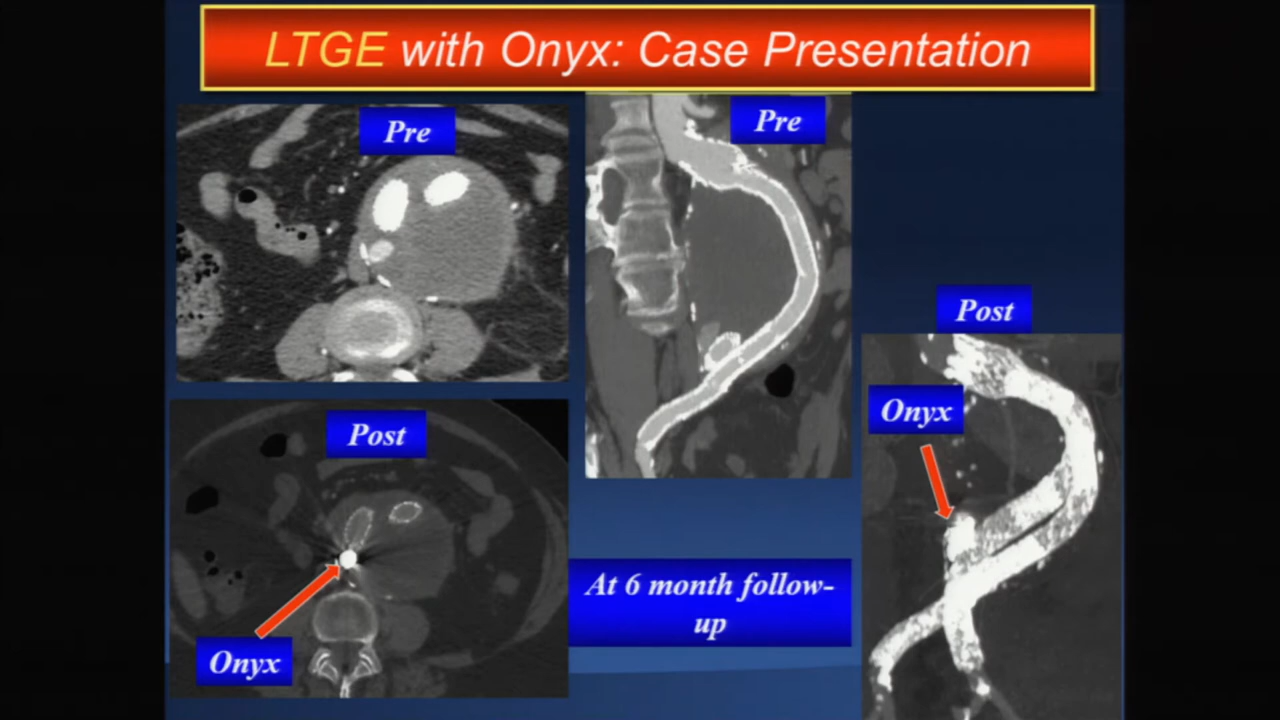 LTGE with Onyx: Case Presentation
Pre
Pre
Post
Onyx
Post
Onyx
At 6 month follow-
up